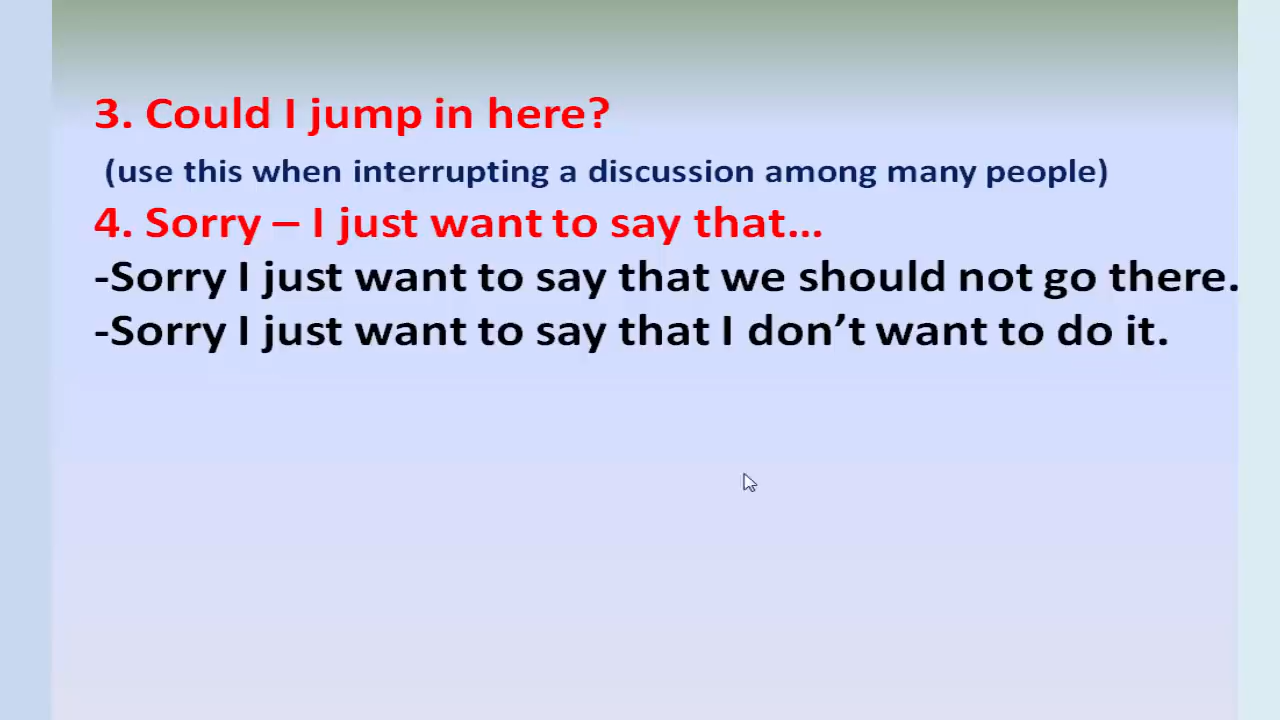 3. Could I jump in here?
(use this when interrupting a discussion among many people)
4. Sorry – I just want to say that...
-Sorry I just want to say that we should not go there.
-Sorry I just want to say that I don’t want to do it.